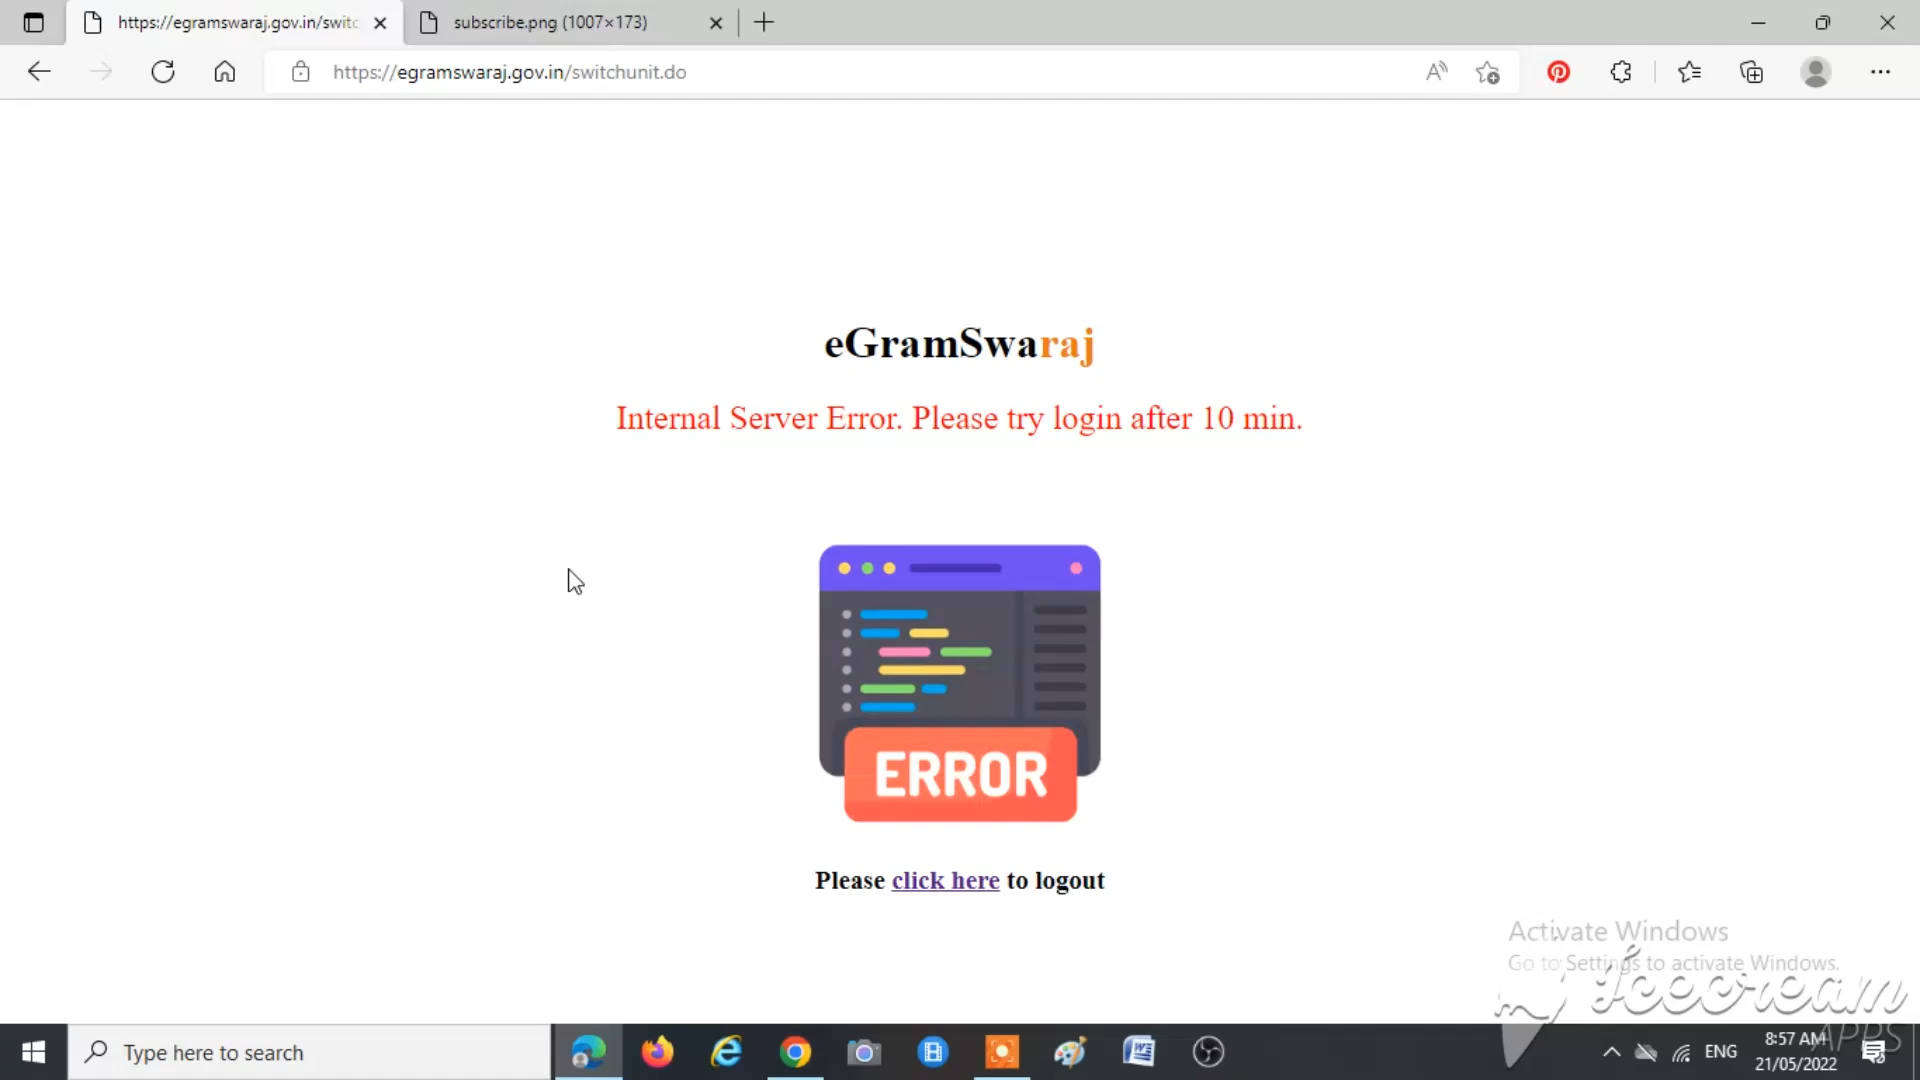 https://egramswaraj.gov.in/switc
subscribe.png (1007×173)
https://egramswaraj.gov.in/switchunit.do
eGramSwaraj
Internal Server Error. Please try login after 10 min.
ERROR
Please click here to logout
Activate Windows
Go to Settings to activate Windows.
Icecream
APPS
Type here to search
ENG
8:57 AM
21/05/2022